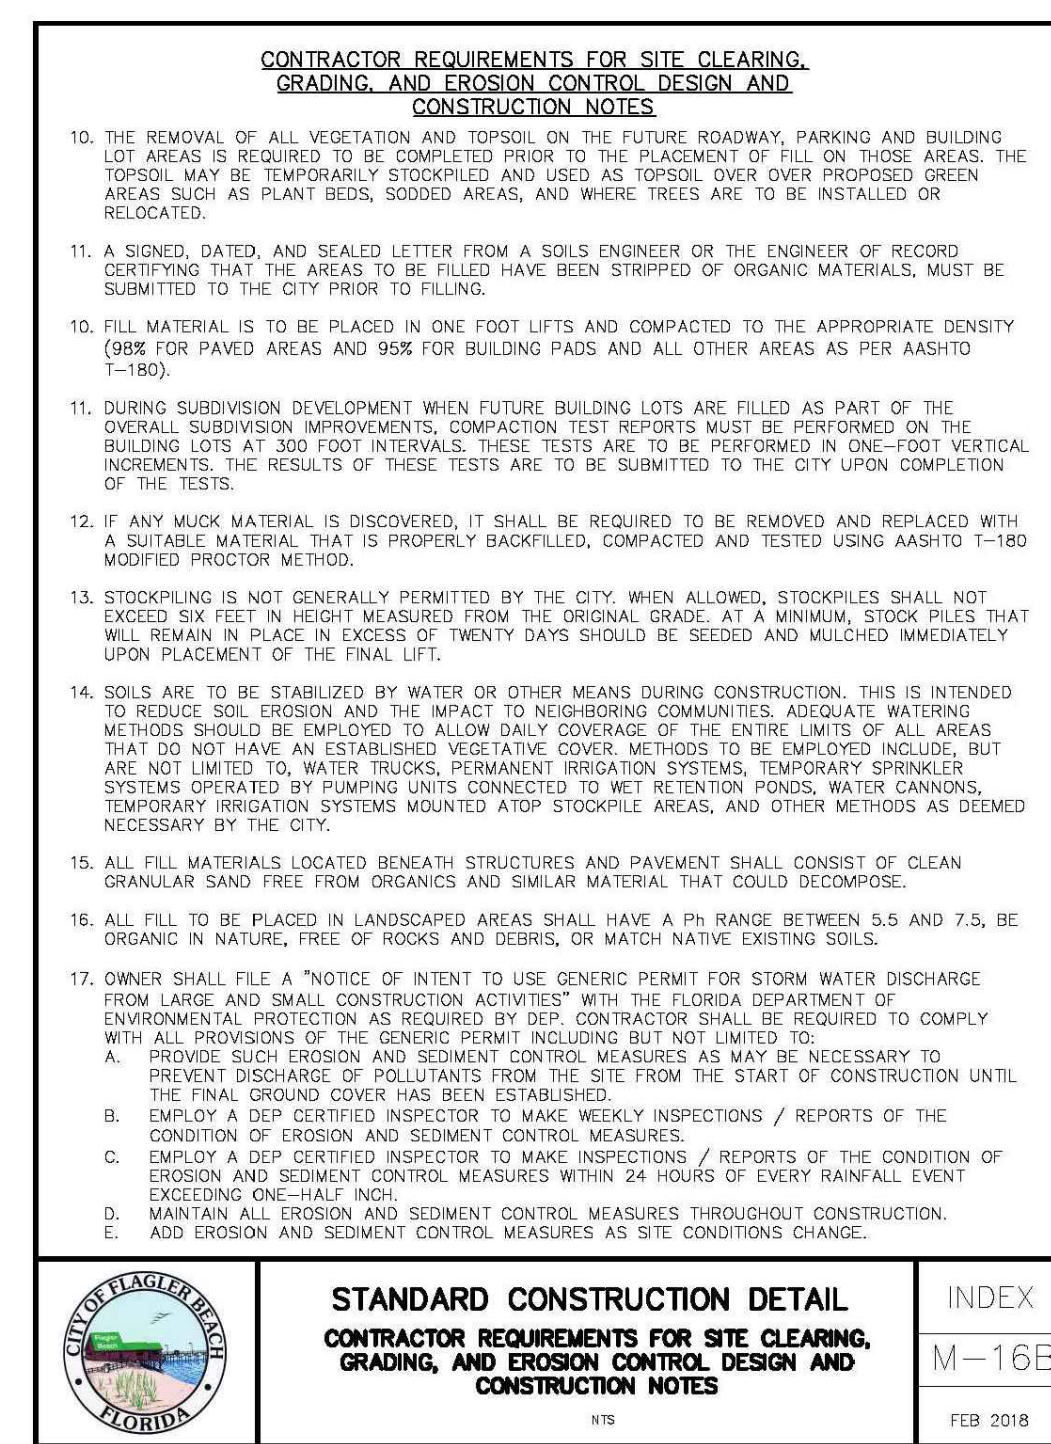 CONTRACTOR REQUIREMENTS FOR SITE CLEARING,
GRADING, AND EROSION CONTROL DESIGN AND
CONSTRUCTION NOTES
10. THE REMOVAL OF ALL VEGETATION AND TOPSOIL ON THE FUTURE ROADWAY, PARKING AND BUILDING
LOT AREAS IS REQUIRED TO BE COMPLETED PRIOR TO THE PLACEMENT OF FILL ON THOSE AREAS. THE
TOPSOIL MAY BE TEMPORARILY STOCKPILED AND USED AS TOPSOIL OVER OVER PROPOSED GREEN
AREAS SUCH AS PLANT BEDS, SODDED AREAS, AND WHERE TREES ARE TO BE INSTALLED OR
RELOCATED.
11. A SIGNED, DATED, AND SEALED LETTER FROM A SOILS ENGINEER OR THE ENGINEER OF RECORD
CERTIFYING THAT THE AREAS TO BE FILLED HAVE BEEN STRIPPED OF ORGANIC MATERIALS, MUST BE
SUBMITTED TO THE CITY PRIOR TO FILLING.
10. FILL MATERIAL IS TO BE PLACED IN ONE FOOT LIFTS AND COMPACTED TO THE APPROPRIATE DENSITY
(98% FOR PAVED AREAS AND 95% FOR BUILDING PADS AND ALL OTHER AREAS AS PER AASHTO
T-180).
11. DURING SUBDIVISION DEVELOPMENT WHEN FUTURE BUILDING LOTS ARE FILLED AS PART OF THE
OVERALL SUBDIVISION IMPROVEMENTS, COMPACTION TEST REPORTS MUST BE PERFORMED ON THE
BUILDING LOTS AT 300 FOOT INTERVALS. THESE TESTS ARE TO BE PERFORMED IN ONE-FOOT VERTICAL
INCREMENTS. THE RESULTS OF THESE TESTS ARE TO BE SUBMITTED TO THE CITY UPON COMPLETION
OF THE TESTS.
12. IF ANY MUCK MATERIAL IS DISCOVERED, IT SHALL BE REQUIRED TO BE REMOVED AND REPLACED WITH
A SUITABLE MATERIAL THAT IS PROPERLY BACKFILLED, COMPACTED AND TESTED USING AASHTO T-180
MODIFIED PROCTOR METHOD.
13. STOCKPILING IS NOT GENERALLY PERMITTED BY THE CITY. WHEN ALLOWED, STOCKPILES SHALL NOT
EXCEED SIX FEET IN HEIGHT MEASURED FROM THE ORIGINAL GRADE. AT A MINIMUM, STOCK PILES THAT
WILL REMAIN IN PLACE IN EXCESS OF TWENTY DAYS SHOULD BE SEEDED AND MULCHED IMMEDIATELY
UPON PLACEMENT OF THE FINAL LIFT.
14. SOILS ARE TO BE STABILIZED BY WATER OR OTHER MEANS DURING CONSTRUCTION. THIS IS INTENDED
TO REDUCE SOIL EROSION AND THE IMPACT TO NEIGHBORING COMMUNITIES. ADEQUATE WATERING
METHODS SHOULD BE EMPLOYED TO ALLOW DAILY COVERAGE OF THE ENTIRE LIMITS OF ALL AREAS
THAT DO NOT HAVE AN ESTABLISHED VEGETATIVE COVER. METHODS TO BE EMPLOYED INCLUDE, BUT
ARE NOT LIMITED TO, WATER TRUCKS, PERMANENT IRRIGATION SYSTEMS, TEMPORARY SPRINKLER
SYSTEMS OPERATED BY PUMPING UNITS CONNECTED TO WET RETENTION PONDS, WATER CANNONS,
TEMPORARY IRRIGATION SYSTEMS MOUNTED ATOP STOCKPILE AREAS, AND OTHER METHODS AS DEEMED
NECESSARY BY THE CITY.
15. ALL FILL MATERIALS LOCATED BENEATH STRUCTURES AND PAVEMENT SHALL CONSIST OF CLEAN
GRANULAR SAND FREE FROM ORGANICS AND SIMILAR MATERIAL THAT COULD DECOMPOSE.
16. ALL FILL TO BE PLACED IN LANDSCAPED AREAS SHALL HAVE A Ph RANGE BETWEEN 5.5 AND 7.5, BE
ORGANIC IN NATURE, FREE OF ROCKS AND DEBRIS, OR MATCH NATIVE EXISTING SOILS.
17. OWNER SHALL FILE A "NOTICE OF INTENT TO USE GENERIC PERMIT FOR STORM WATER DISCHARGE
FROM LARGE AND SMALL CONSTRUCTION ACTIVITIES" WITH THE FLORIDA DEPARTMENT OF
ENVIRONMENTAL PROTECTION AS REQUIRED BY DEP. CONTRACTOR SHALL BE REQUIRED TO COMPLY
WITH ALL PROVISIONS OF THE GENERIC PERMIT INCLUDING BUT NOT LIMITED TO:
A. PROVIDE SUCH EROSION AND SEDIMENT CONTROL MEASURES AS MAY BE NECESSARY TO
PREVENT DISCHARGE OF POLLUTANTS FROM THE SITE FROM THE START OF CONSTRUCTION UNTIL
THE FINAL GROUND COVER HAS BEEN ESTABLISHED.
B. EMPLOY A DEP CERTIFIED INSPECTOR TO MAKE WEEKLY INSPECTIONS / REPORTS OF THE
CONDITION OF EROSION AND SEDIMENT CONTROL MEASURES.
C. EMPLOY A DEP CERTIFIED INSPECTOR TO MAKE INSPECTIONS / REPORTS OF THE CONDITION OF
EROSION AND SEDIMENT CONTROL MEASURES WITHIN 24 HOURS OF EVERY RAINFALL EVENT
EXCEEDING ONE-HALF INCH.
D. MAINTAIN ALL EROSION AND SEDIMENT CONTROL MEASURES THROUGHOUT CONSTRUCTION.
E. ADD EROSION AND SEDIMENT CONTROL MEASURES AS SITE CONDITIONS CHANGE.
CITY OF FLAGLER BEACH
Flagler
Beach
FLORIDA
STANDARD CONSTRUCTION DETAIL
CONTRACTOR REQUIREMENTS FOR SITE CLEARING,
GRADING, AND EROSION CONTROL DESIGN AND
CONSTRUCTION NOTES
NTS
INDEX
M-16B
FEB 2018